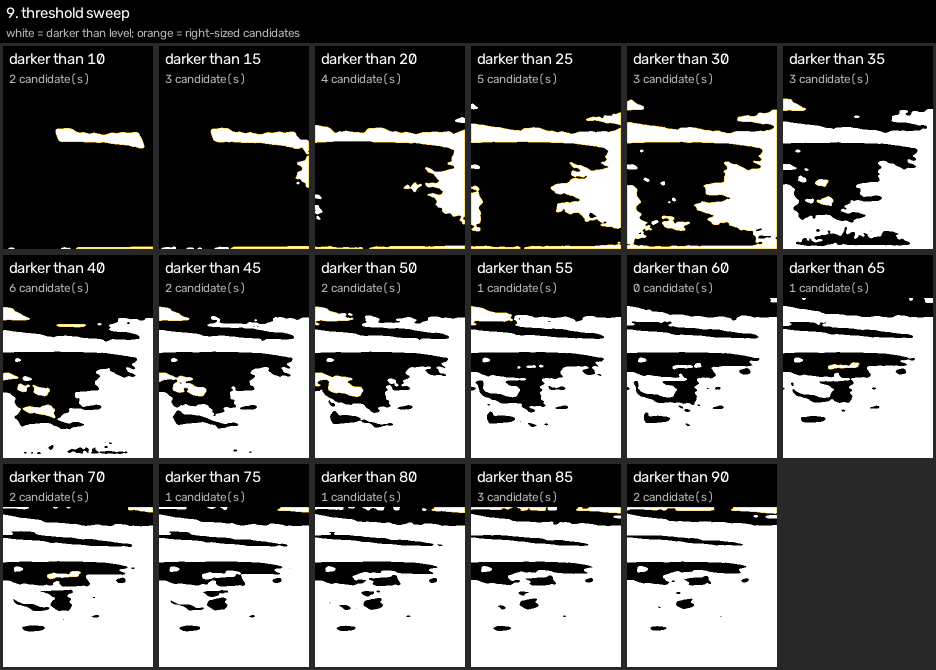 9. threshold sweep
white = darker than level; orange = right-sized candidates
darker than 10
2 candidate(s)
darker than 15
3 candidate(s)
darker than 20
4 candidate(s)
darker than 25
5 candidate(s)
darker than 30
3 candidate(s)
darker than 35
3 candidate(s)
darker than 40
6 candidate(s)
darker than 45
2 candidate(s)
darker than 50
2 candidate(s)
darker than 55
1 candidate(s)
darker than 60
0 candidate(s)
darker than 65
1 candidate(s)
darker than 70
2 candidate(s)
darker than 75
1 candidate(s)
darker than 80
1 candidate(s)
darker than 85
3 candidate(s)
darker than 90
2 candidate(s)